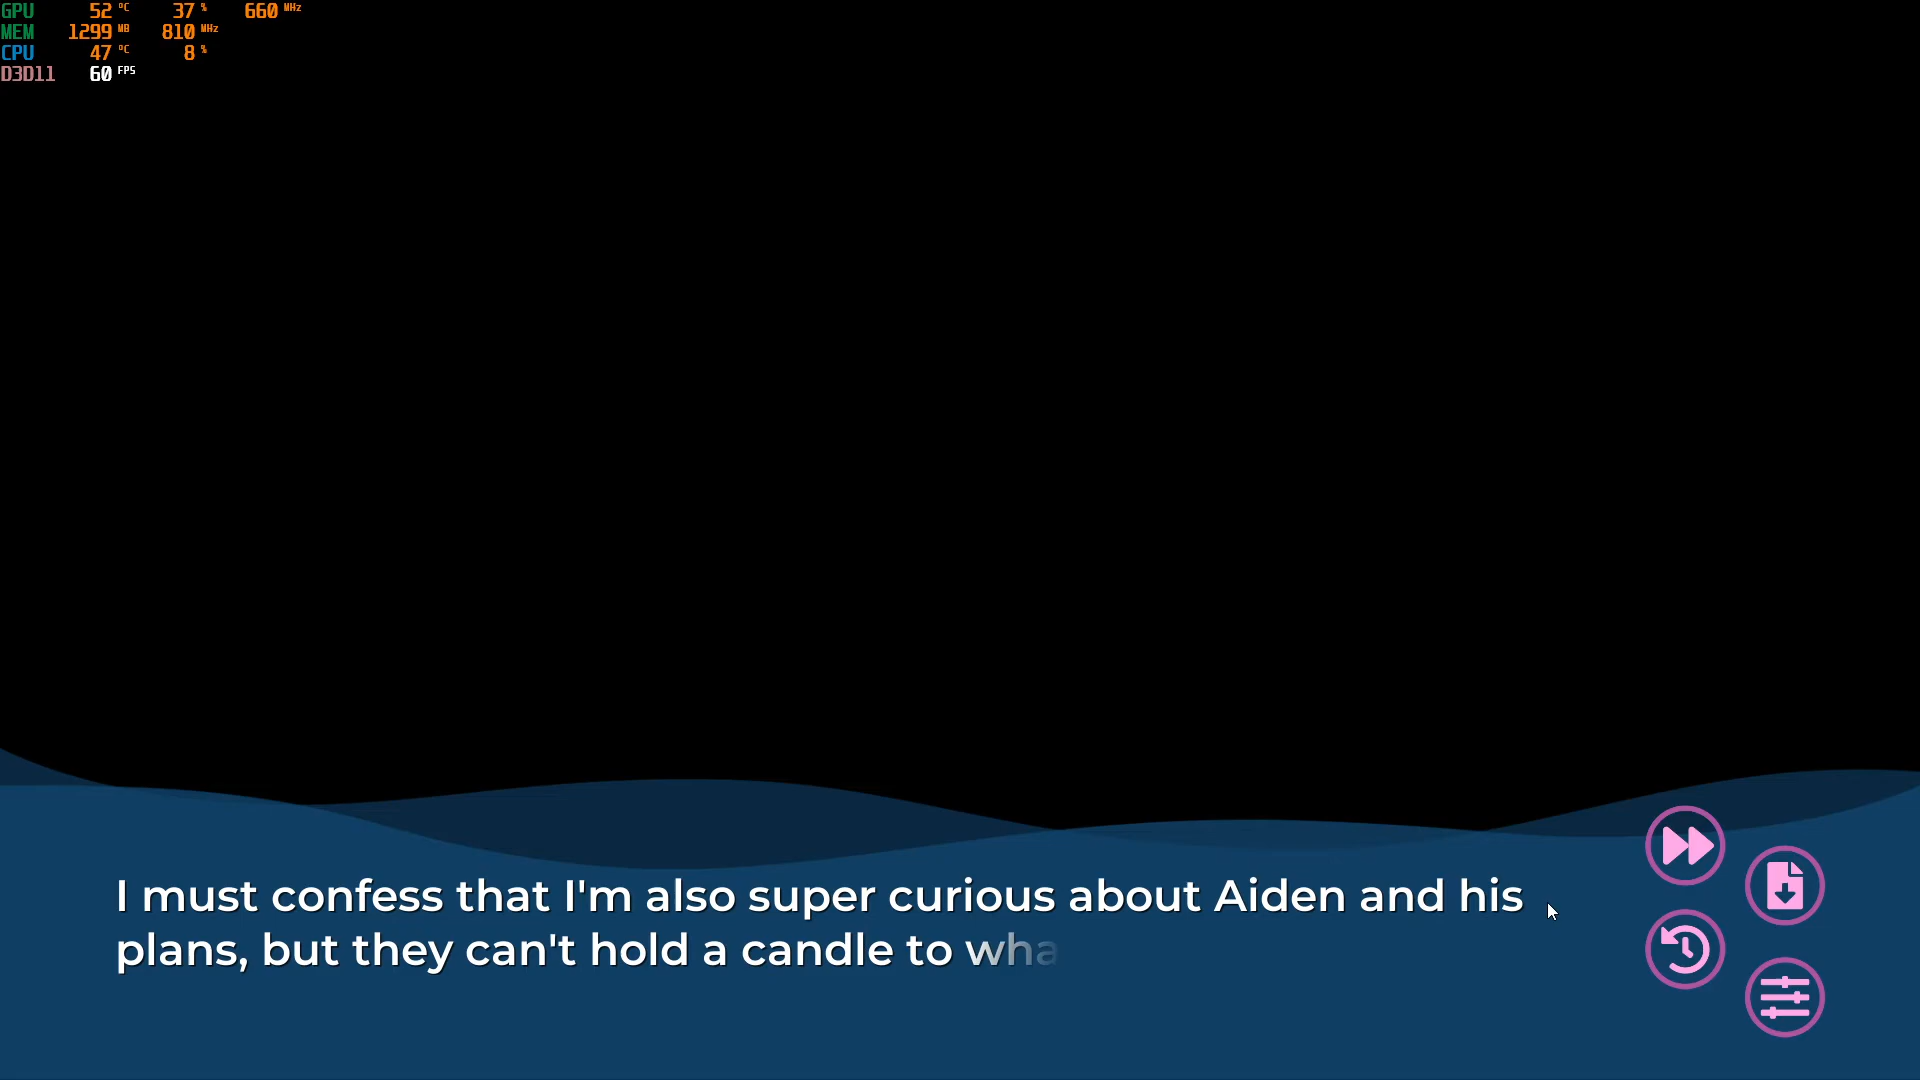 GPU 52 °C 37 % 660 MHz
MEM 1299 MB 810 MHz
CPU 47 °C 8 %
D3D11 60 FPS
I must confess that I'm also super curious about Aiden and his
plans, but they can't hold a candle to wha